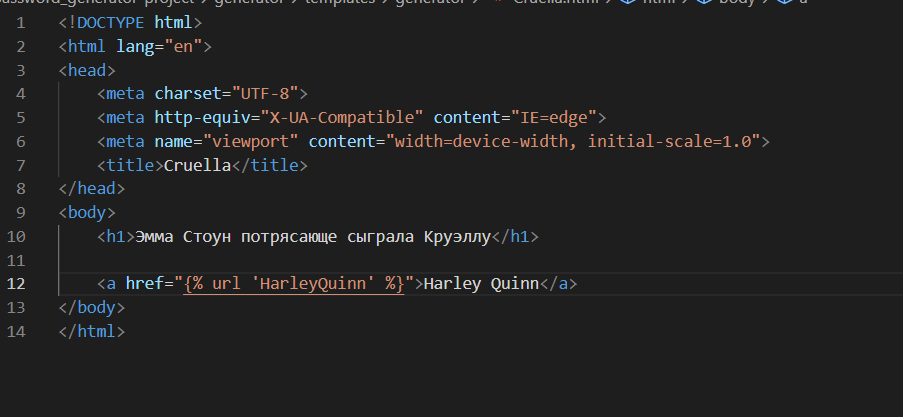 password_generator-project > generator > templates > generator > Cruella.html > html > body > a
1 <!DOCTYPE html>
2 <html lang="en">
3 <head>
4 <meta charset="UTF-8">
5 <meta http-equiv="X-UA-Compatible" content="IE=edge">
6 <meta name="viewport" content="width=device-width, initial-scale=1.0">
7 <title>Cruella</title>
8 </head>
9 <body>
10 <h1>Эмма Стоун потрясающе сыграла Круэллу</h1>
11
12 <a href="{% url 'HarleyQuinn' %}">Harley Quinn</a>
13 </body>
14 </html>